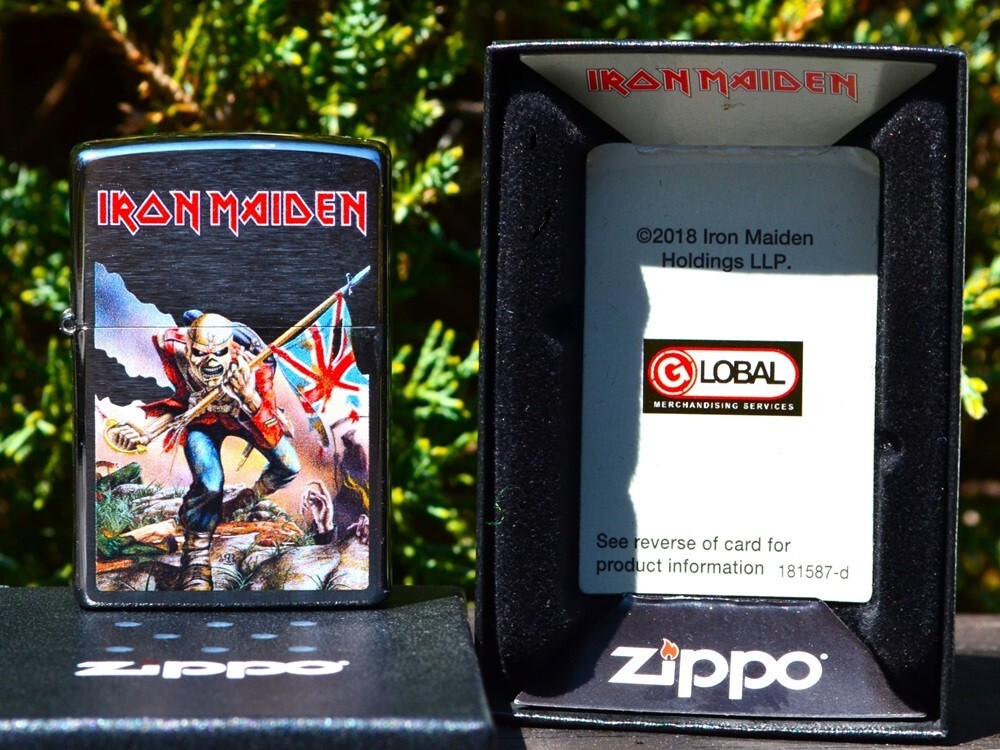 IRON MAIDEN
zippo
IRON MAIDEN
©2018 Iron Maiden
Holdings LLP.
GLOBAL
MERCHANDISING SERVICES
See reverse of card for
product information 181587-d
zippo